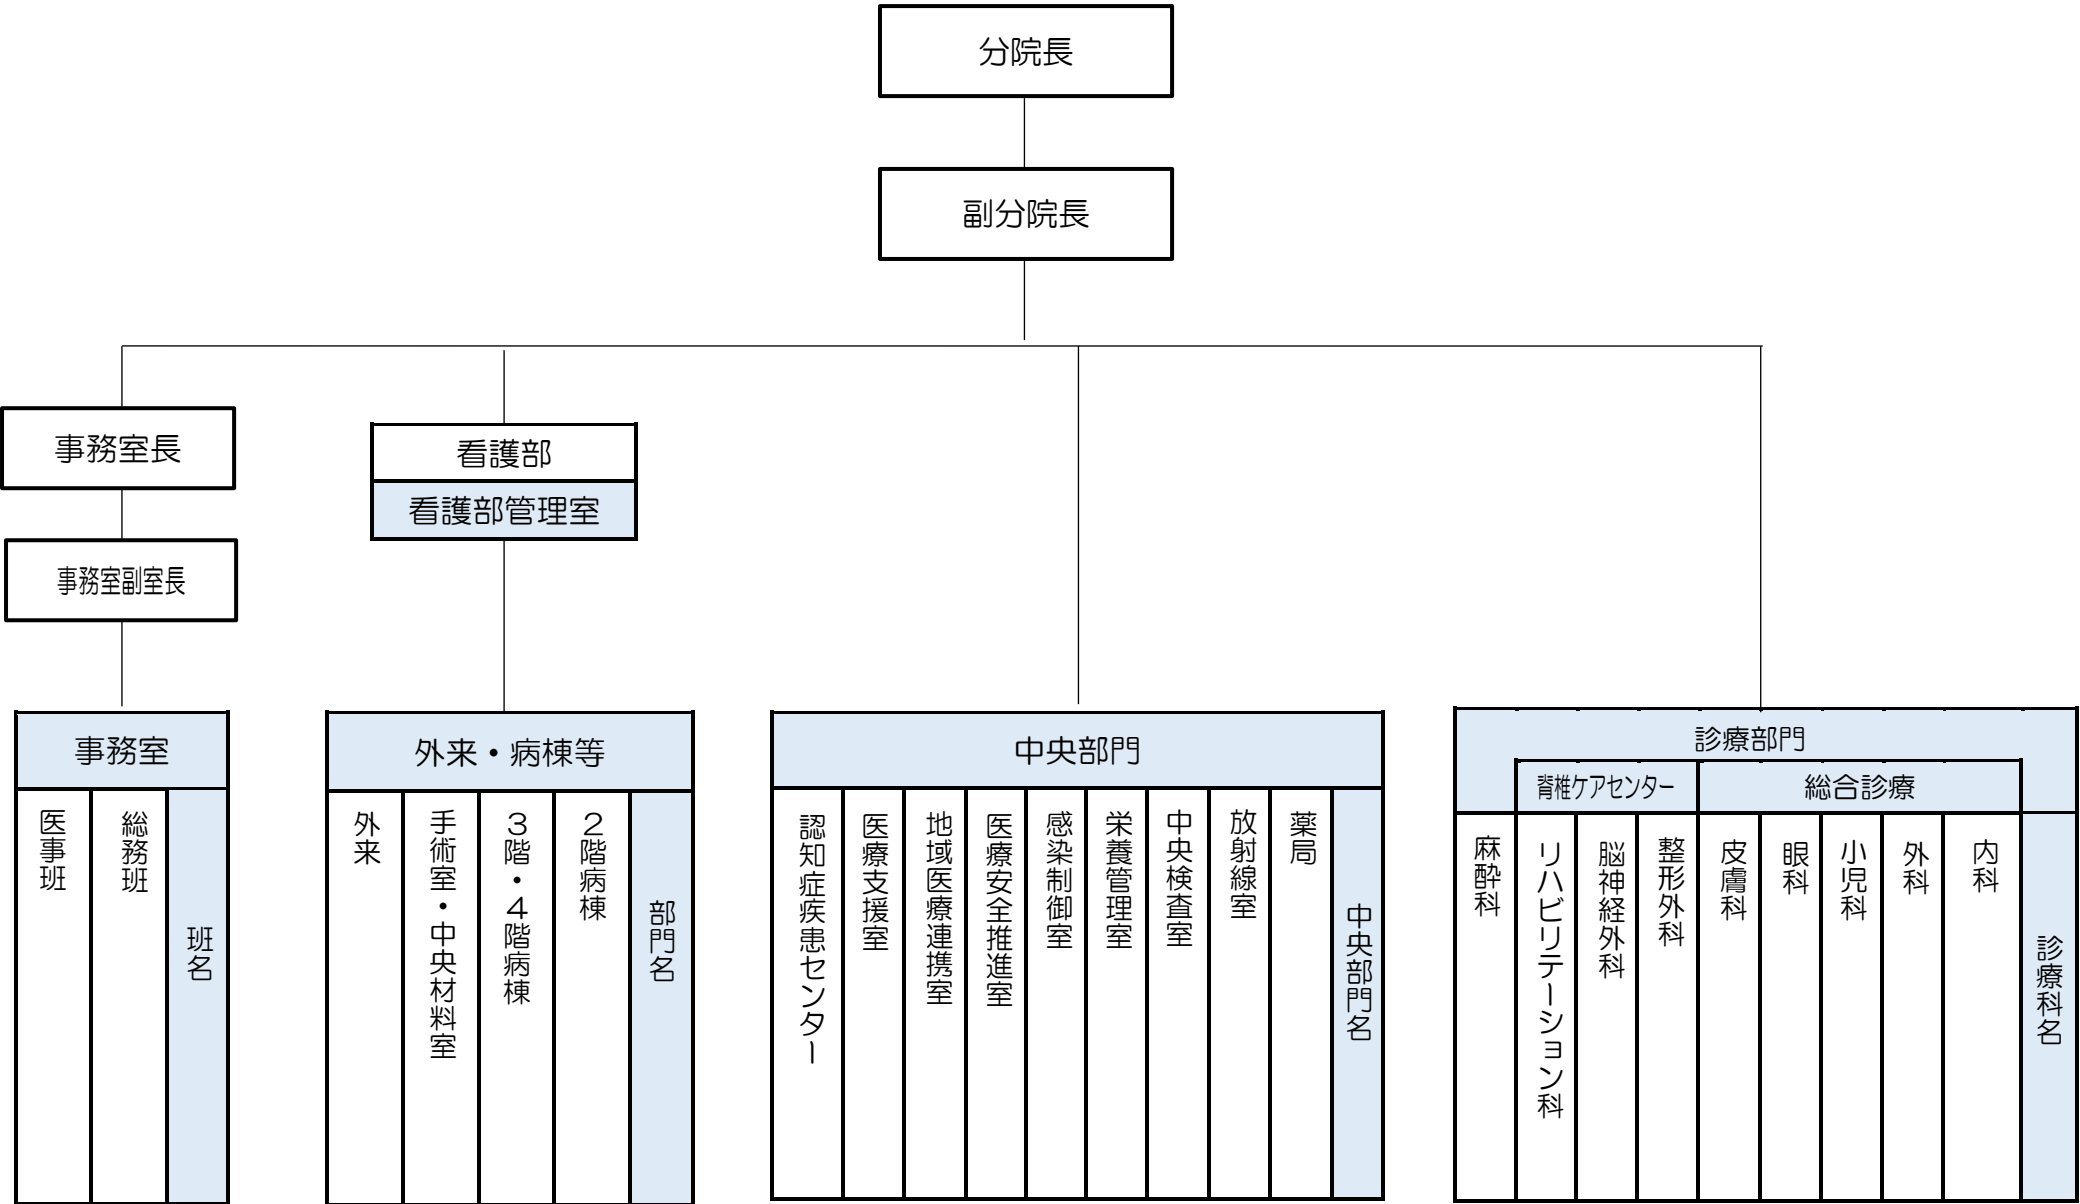 分院長
副分院長
事務室長
事務室副室長
看護部
看護部管理室
事務室
班名
総務班
医事班
外来・病棟等
部門名
２階病棟
３階・４階病棟
手術室・中央材料室
外来
中央部門
中央部門名
薬局
放射線室
中央検査室
栄養管理室
感染制御室
医療安全推進室
地域医療連携室
医療支援室
認知症疾患センター
診療部門
脊椎ケアセンター
総合診療
診療科名
内科
外科
小児科
眼科
皮膚科
整形外科
脳神経外科
リハビリテーション科
麻酔科